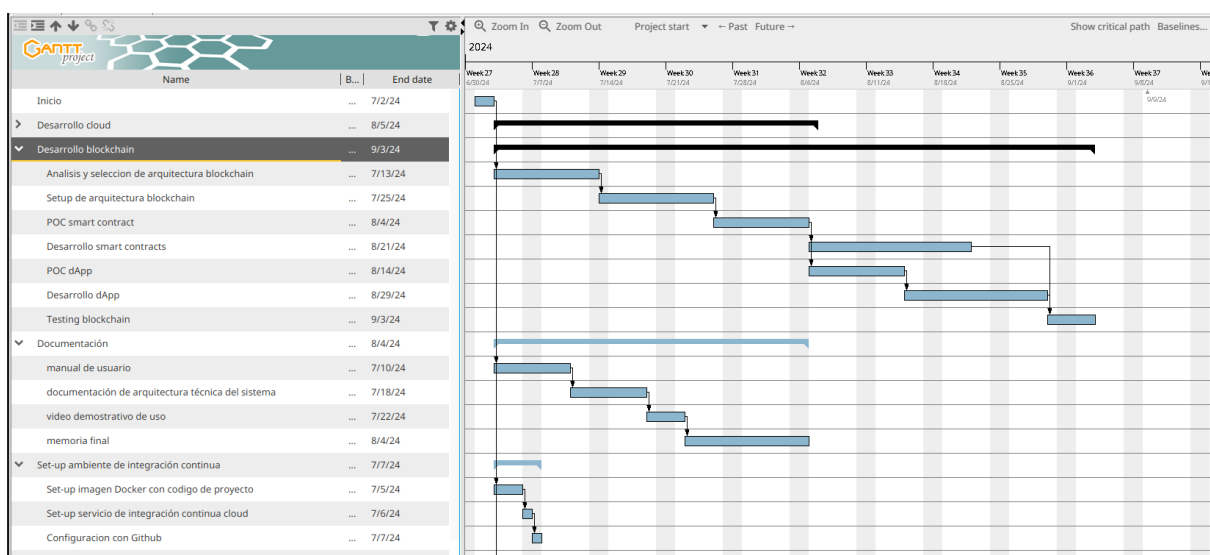 Zoom In Zoom Out Project start ← Past Future → Show critical path Baselines...
GANTT project
2024
Name B... End date
Week 27 Week 28 Week 29 Week 30 Week 31 Week 32 Week 33 Week 34 Week 35 Week 36 Week 37
6/30/24 7/7/24 7/14/24 7/21/24 7/28/24 8/4/24 8/11/24 8/18/24 8/25/24 9/1/24 9/8/24
9/9/24
Inicio ... 7/2/24
Desarrollo cloud ... 8/5/24
Desarrollo blockchain ... 9/3/24
Analisis y seleccion de arquitectura blockchain ... 7/13/24
Setup de arquitectura blockchain ... 7/25/24
POC smart contract ... 8/4/24
Desarrollo smart contracts ... 8/21/24
POC dApp ... 8/14/24
Desarrollo dApp ... 8/29/24
Testing blockchain ... 9/3/24
Documentación ... 8/4/24
manual de usuario ... 7/10/24
documentación de arquitectura técnica del sistema ... 7/18/24
video demostrativo de uso ... 7/22/24
memoria final ... 8/4/24
Set-up ambiente de integración continua ... 7/7/24
Set-up imagen Docker con codigo de proyecto ... 7/5/24
Set-up servicio de integración continua cloud ... 7/6/24
Configuracion con Github ... 7/7/24